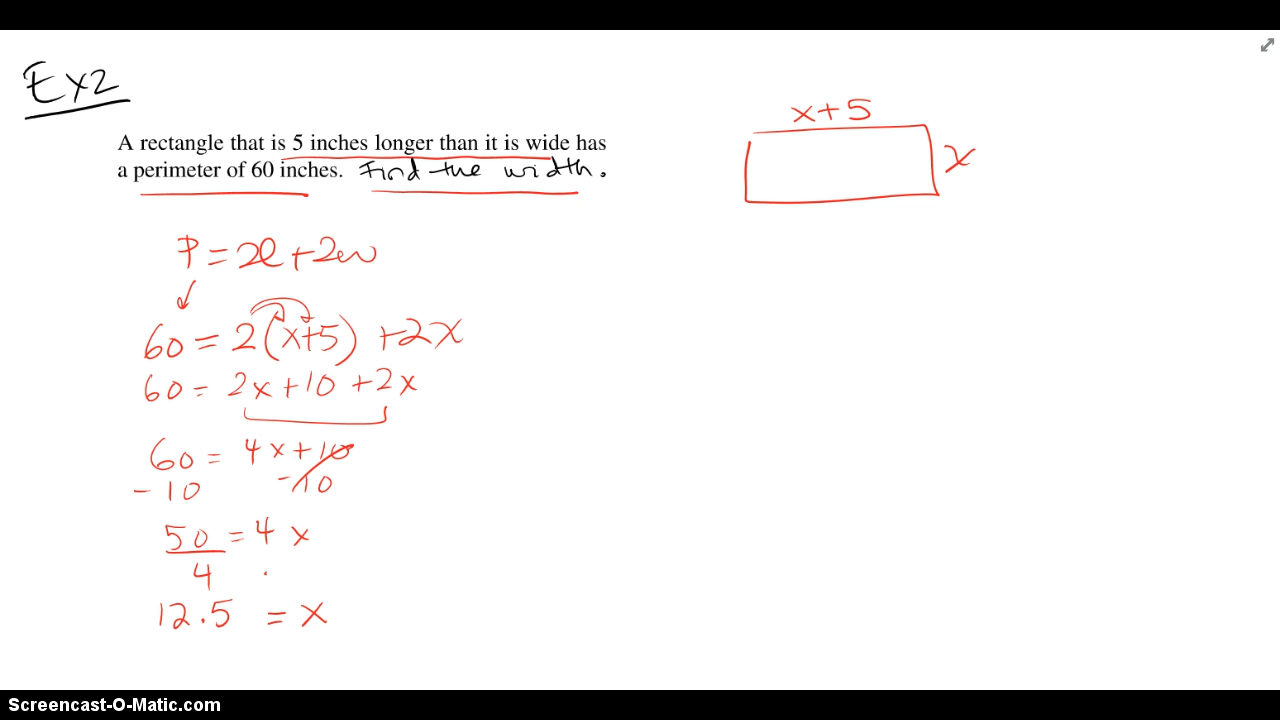 Ex2
A rectangle that is 5 inches longer than it is wide has
a perimeter of 60 inches. Find the width.
x+5
x
P = 2l + 2w
60 = 2(x+5) + 2x
60 = 2x + 10 + 2x
60 = 4x + 10
- 10 - 10
50 = 4x
4
12.5 = x
Screencast-O-Matic.com